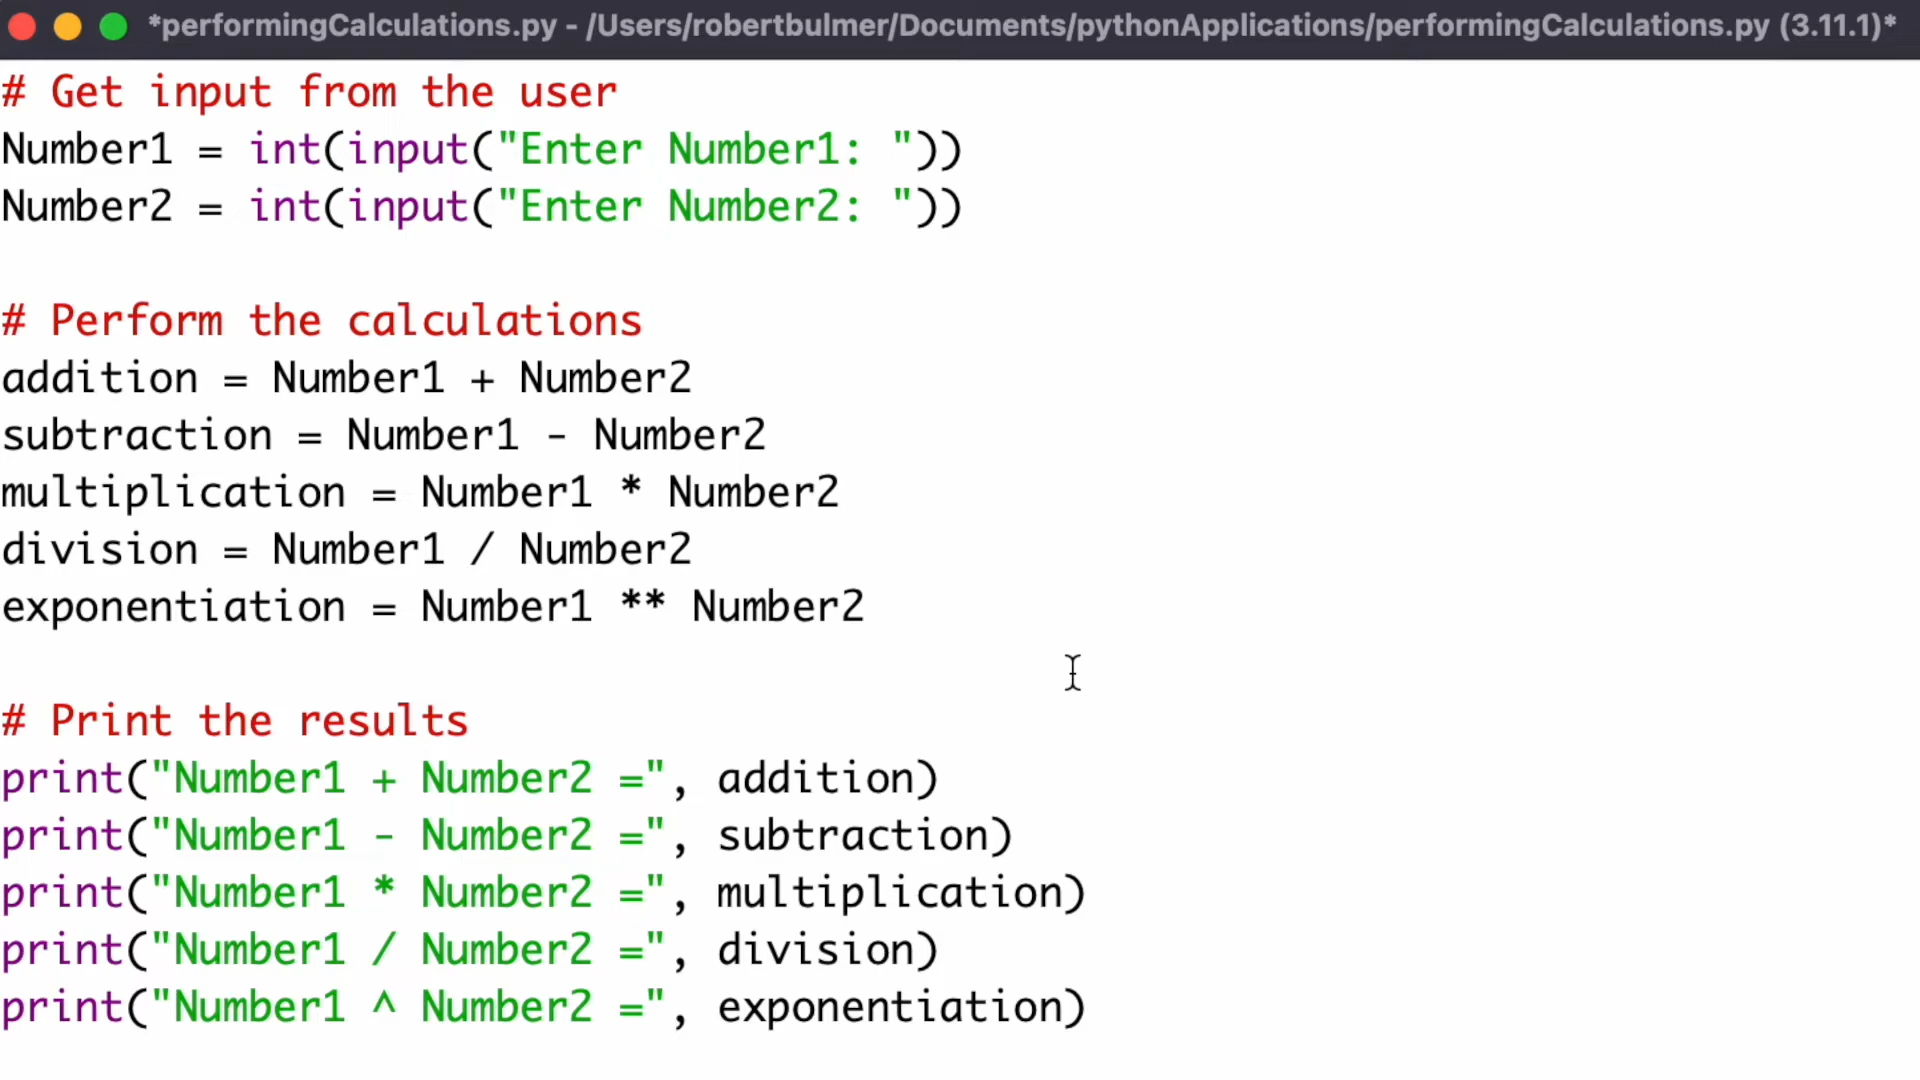 *performingCalculations.py - /Users/robertbulmer/Documents/pythonApplications/performingCalculations.py (3.11.1)*
# Get input from the user
Number1 = int(input("Enter Number1: "))
Number2 = int(input("Enter Number2: "))
# Perform the calculations
addition = Number1 + Number2
subtraction = Number1 - Number2
multiplication = Number1 * Number2
division = Number1 / Number2
exponentiation = Number1 ** Number2
# Print the results
print("Number1 + Number2 =", addition)
print("Number1 - Number2 =", subtraction)
print("Number1 * Number2 =", multiplication)
print("Number1 / Number2 =", division)
print("Number1 ^ Number2 =", exponentiation)